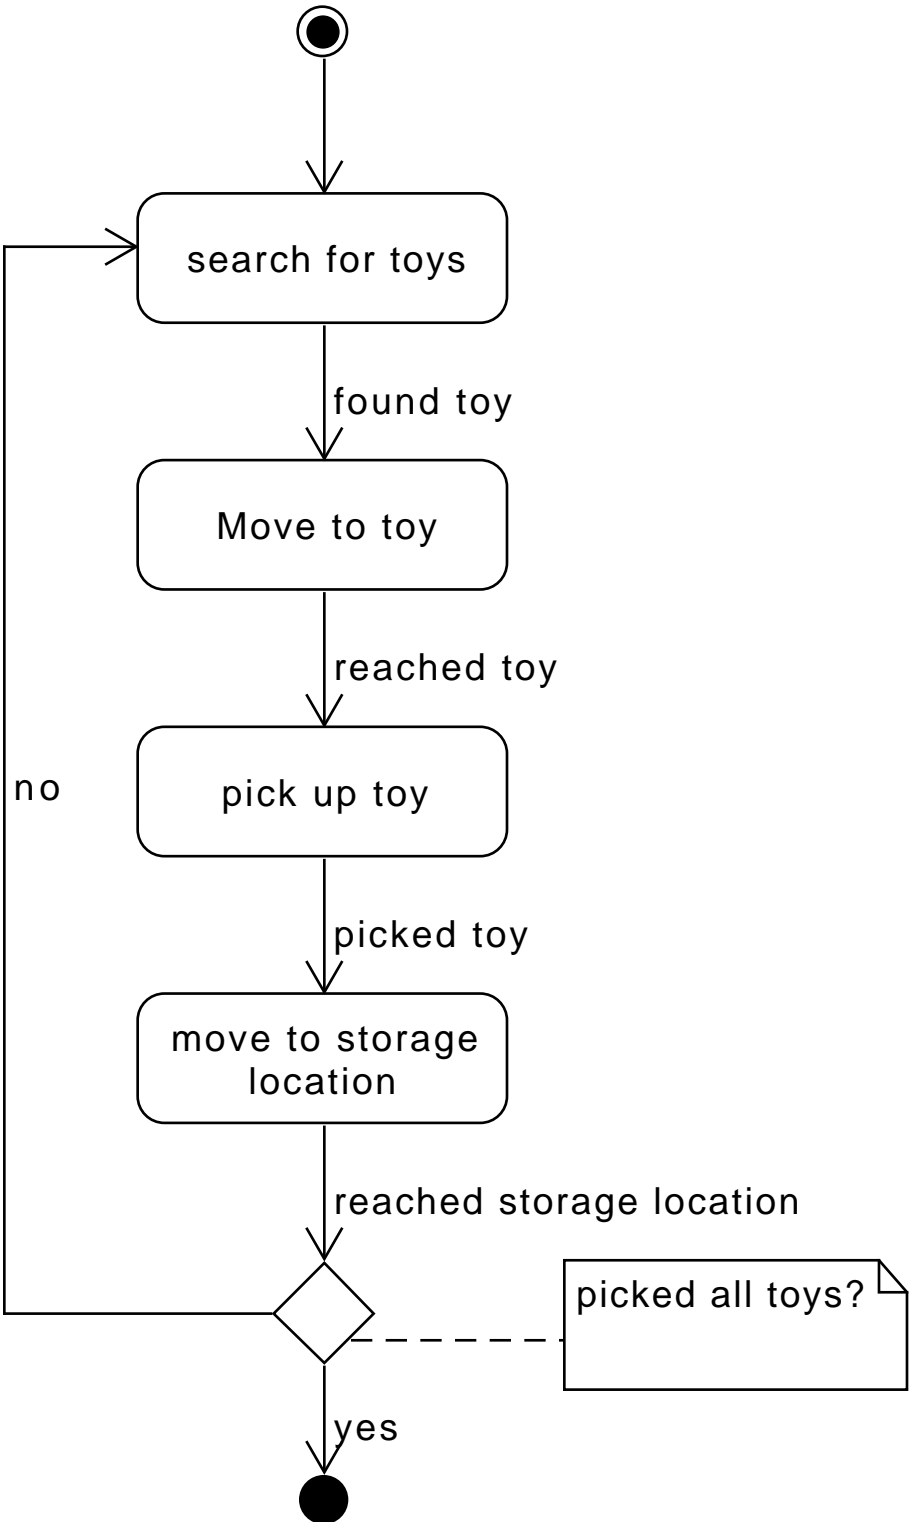 search for toys
found toy
Move to toy
reached toy
no
pick up toy
picked toy
move to storage
location
reached storage location
picked all toys?
yes